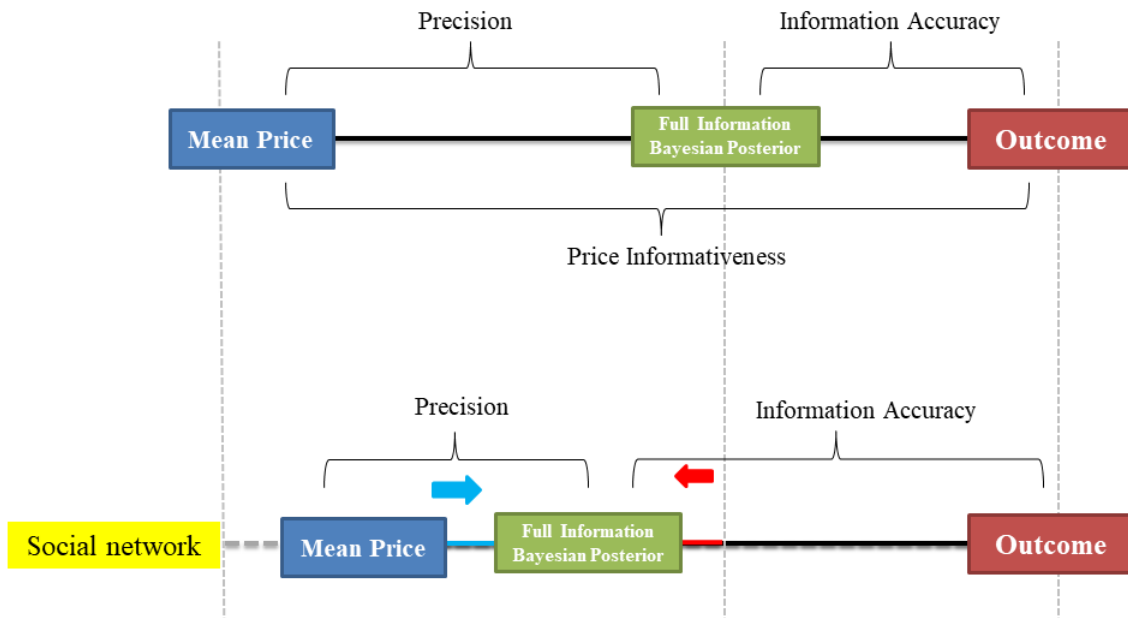 Precision
Information Accuracy
Mean Price
Full Information
Bayesian Posterior
Outcome
Price Informativeness
Precision
Information Accuracy
Social network
Mean Price
Full Information
Bayesian Posterior
Outcome